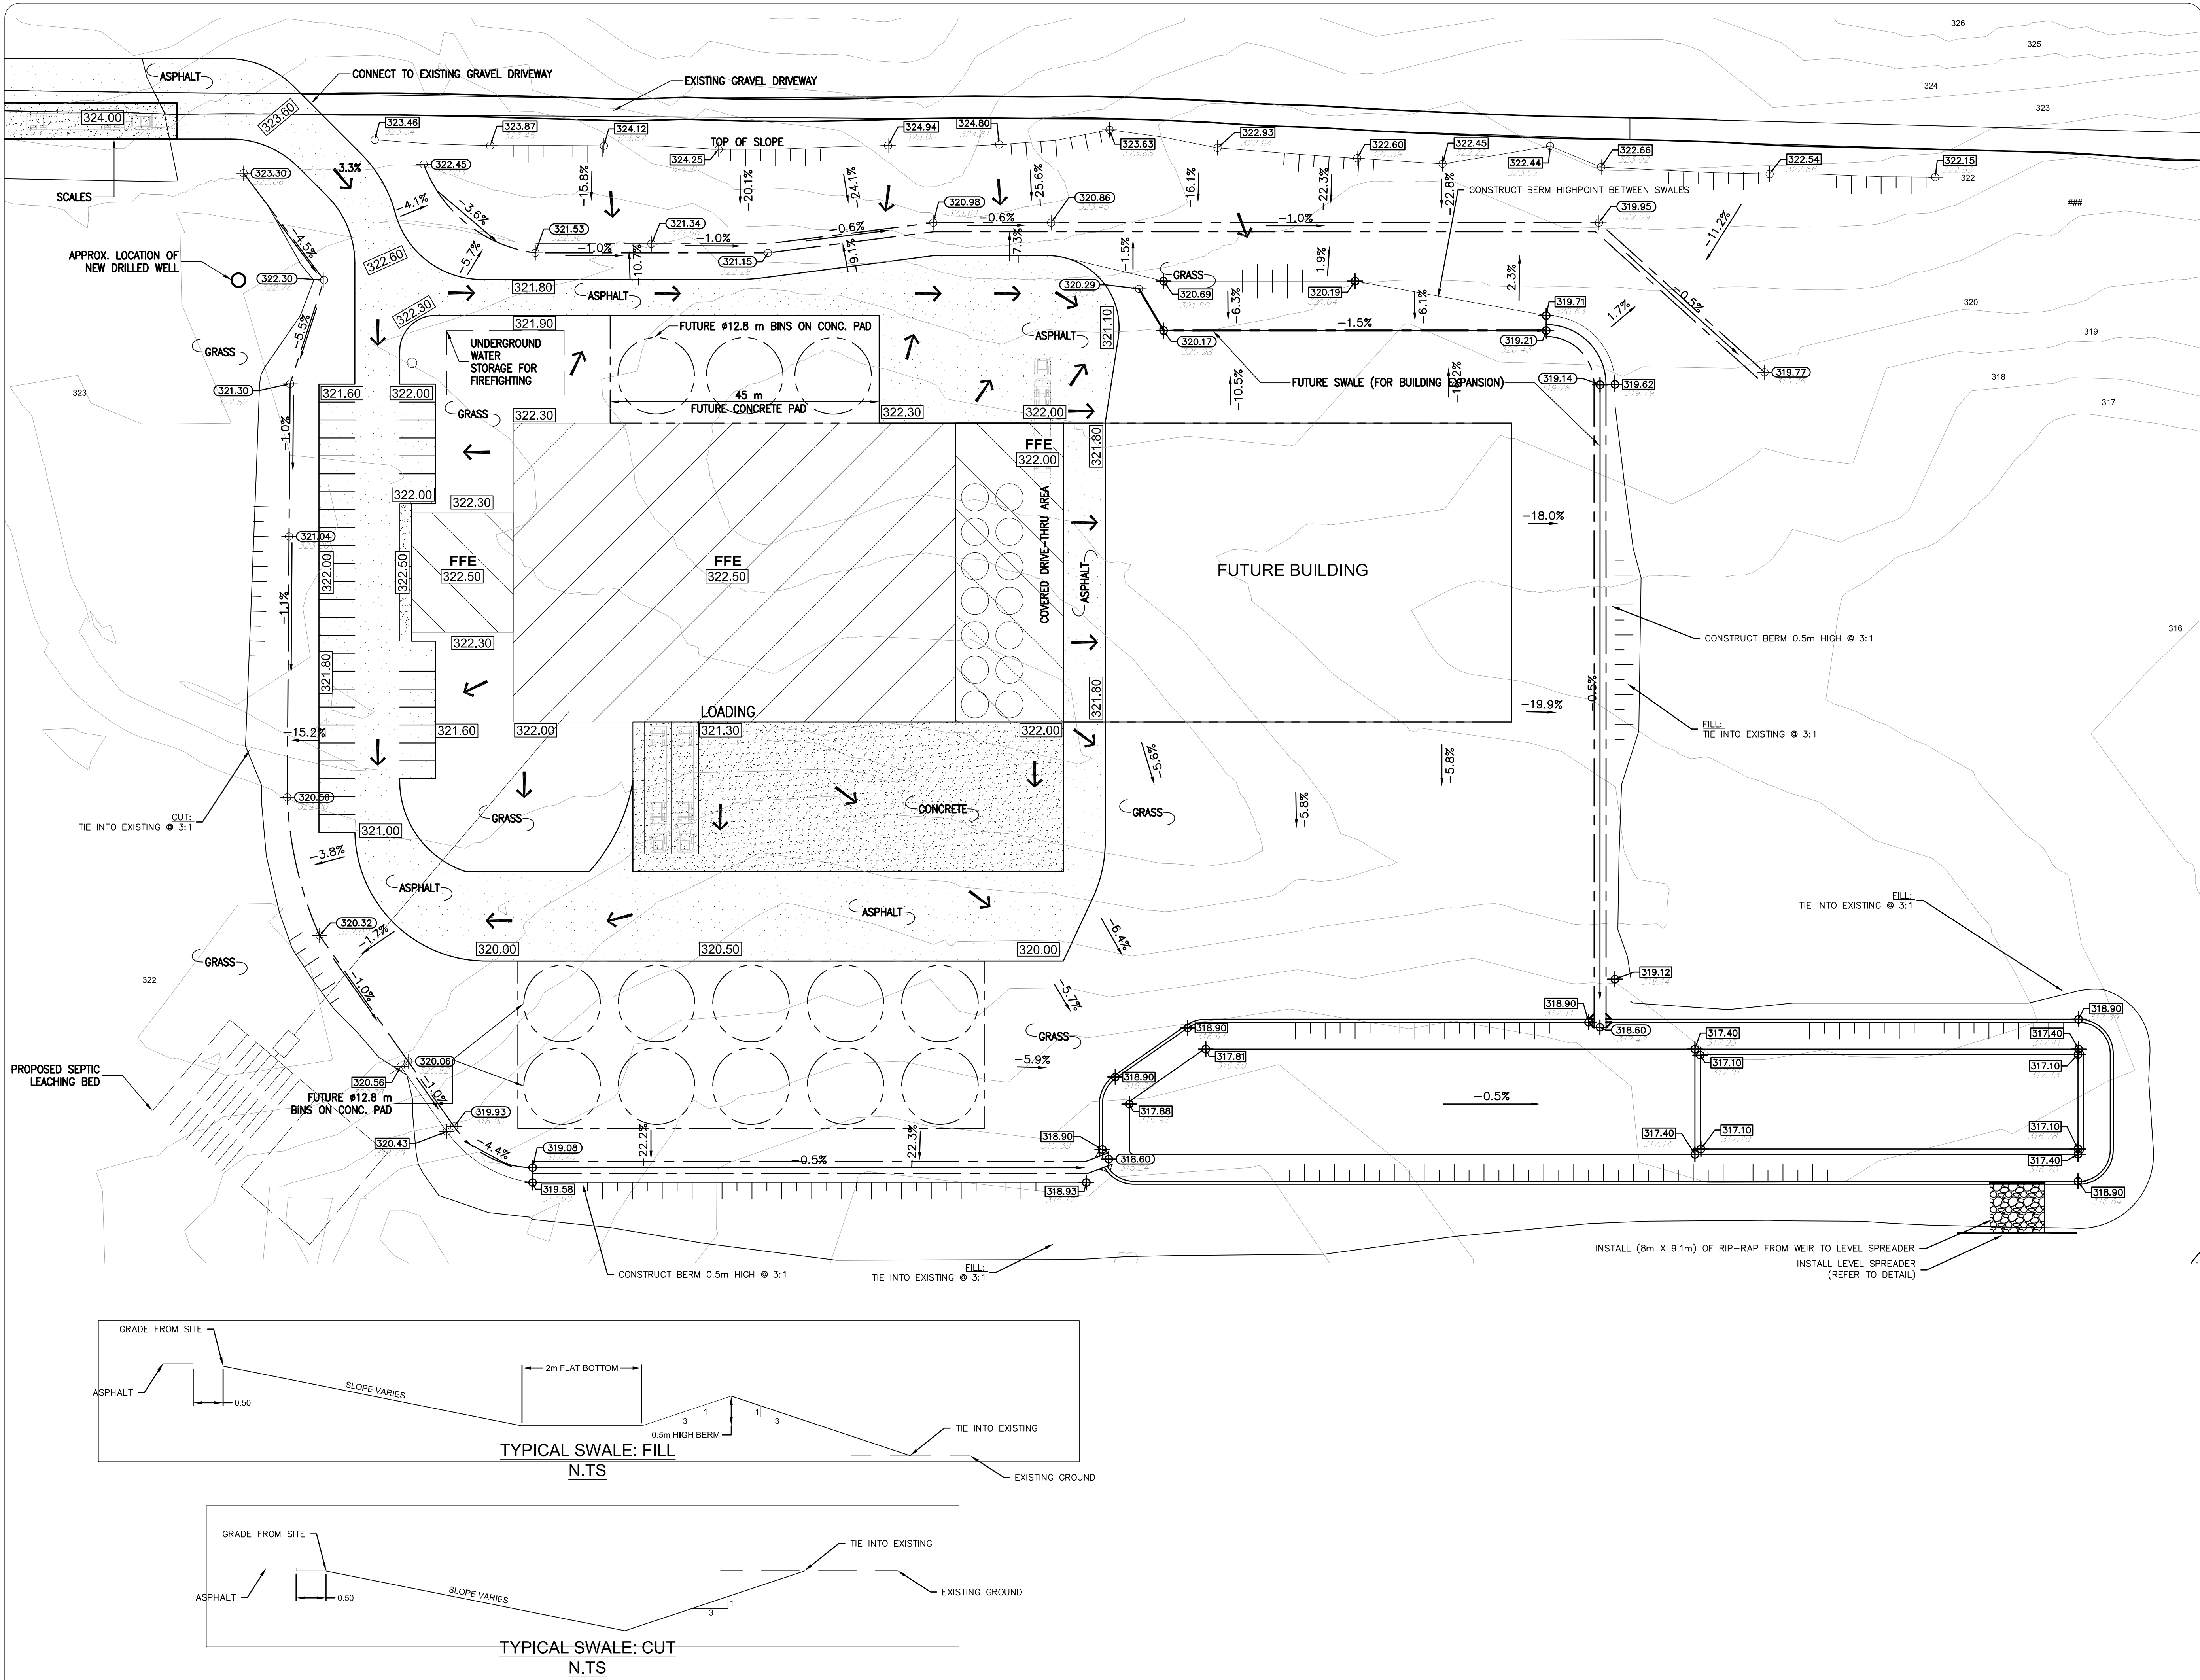 326
325
ASPHALT
CONNECT TO EXISTING GRAVEL DRIVEWAY
EXISTING GRAVEL DRIVEWAY
324
323
324.00
323.60
323.46
323.87
324.12
TOP OF SLOPE
324.25
324.94
324.80
323.63
322.93
322.60
322.45
322.44
322.66
322.54
322.15
322
SCALES
323.30
3.3%
322.45
-15.8%
-20.1%
-24.1%
-25.6%
-16.1%
-22.3%
-22.8%
CONSTRUCT BERM HIGHPOINT BETWEEN SWALES
-11.2%
###
-4.1%
-3.6%
320.98
320.86
-0.6%
-1.0%
319.95
-4.5%
-5.7%
321.53
321.34
-1.0%
-1.0%
-0.6%
321.15
-10.7%
-9.1%
-7.3%
-1.5%
1.9%
2.3%
APPROX. LOCATION OF
NEW DRILLED WELL
322.30
322.60
321.80
ASPHALT
320.29
GRASS
320.69
320.19
-6.3%
-6.1%
319.71
1.7%
-0.5%
320
322.30
321.90
FUTURE ø12.8 m BINS ON CONC. PAD
ASPHALT
321.10
-1.5%
320.17
319.21
319
-5.5%
GRASS
UNDERGROUND
WATER
STORAGE FOR
FIREFIGHTING
319.77
318
321.30
321.60
322.00
45 m
FUTURE CONCRETE PAD
-10.5%
FUTURE SWALE (FOR BUILDING EXPANSION)
319.14
319.62
323
GRASS
322.30
322.30
322.00
317
-1.0%
FFE
322.00
321.80
322.00
322.30
COVERED DRIVE-THRU AREA
-18.0%
321.04
322.00
322.50
FFE
322.50
FFE
322.50
ASPHALT
FUTURE BUILDING
-1.1%
322.30
CONSTRUCT BERM 0.5m HIGH @ 3:1
316
321.80
321.80
-0.5%
-19.9%
LOADING
-15.2%
321.60
322.00
321.30
322.00
FILL:
TIE INTO EXISTING @ 3:1
-5.6%
-5.8%
-5.8%
320.56
CUT:
TIE INTO EXISTING @ 3:1
321.00
GRASS
CONCRETE
GRASS
-3.8%
ASPHALT
ASPHALT
FILL:
TIE INTO EXISTING @ 3:1
320.32
-1.7%
320.00
320.50
320.00
-6.4%
GRASS
322
-1.0%
319.12
-5.7%
318.90
318.90
318.60
318.90
GRASS
318.90
317.40
317.40
320.06
-5.9%
317.81
317.10
317.10
PROPOSED SEPTIC
LEACHING BED
320.56
318.90
-0.5%
FUTURE ø12.8 m
BINS ON CONC. PAD
-1.0%
319.93
317.88
320.43
318.90
317.40
317.10
317.10
-4.4%
319.08
-22.2%
-22.3%
-0.5%
318.60
317.40
319.58
318.93
318.90
INSTALL (8m X 9.1m) OF RIP-RAP FROM WEIR TO LEVEL SPREADER
INSTALL LEVEL SPREADER
(REFER TO DETAIL)
CONSTRUCT BERM 0.5m HIGH @ 3:1
FILL:
TIE INTO EXISTING @ 3:1
GRADE FROM SITE
2m FLAT BOTTOM
ASPHALT
SLOPE VARIES
0.50
3
1
1
3
0.5m HIGH BERM
TIE INTO EXISTING
TYPICAL SWALE: FILL
N.TS
EXISTING GROUND
GRADE FROM SITE
TIE INTO EXISTING
ASPHALT
SLOPE VARIES
0.50
3
1
EXISTING GROUND
TYPICAL SWALE: CUT
N.TS